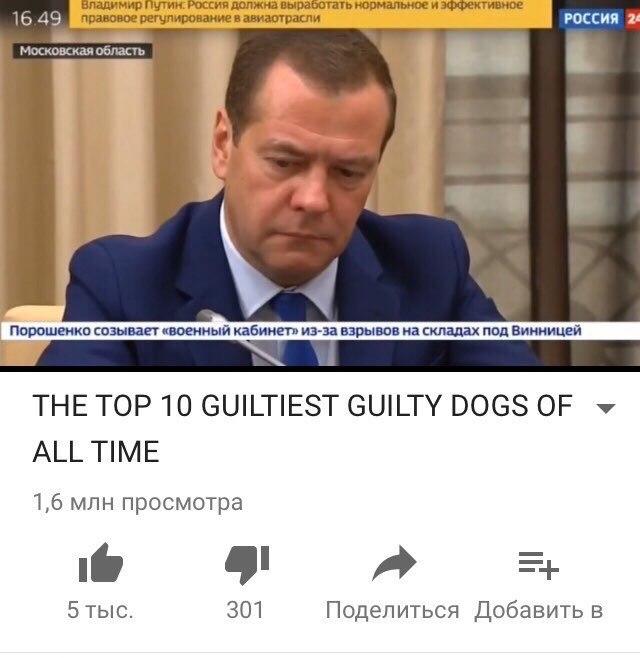 Владимир Путин: Россия должна выработать нормальное и эффективное
16.49 правовое регулирование в авиаотрасли
РОССИЯ 24
Московская область
Порошенко созывает «военный кабинет» из-за взрывов на складах под Винницей
THE TOP 10 GUILTIEST GUILTY DOGS OF
ALL TIME
1,6 млн просмотра
5 тыс. 301 Поделиться Добавить в